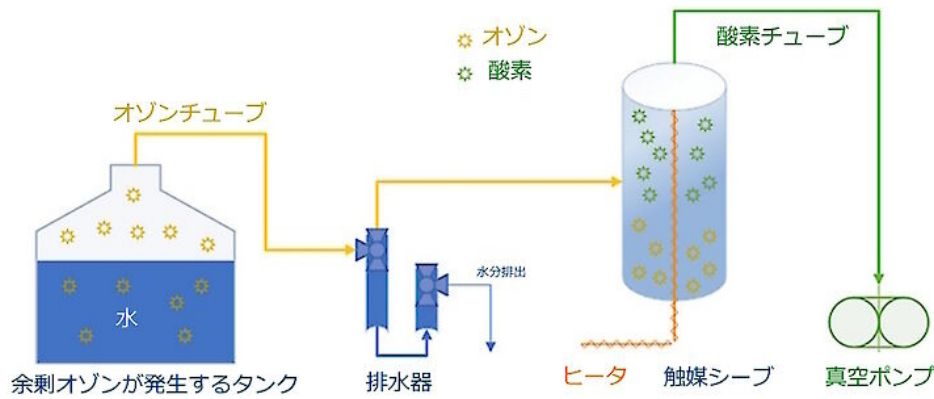 オゾン
酸素
酸素チューブ
オゾンチューブ
水分排出
水
余剰オゾンが発生するタンク
排水器
ヒータ
触媒シーブ
真空ポンプ